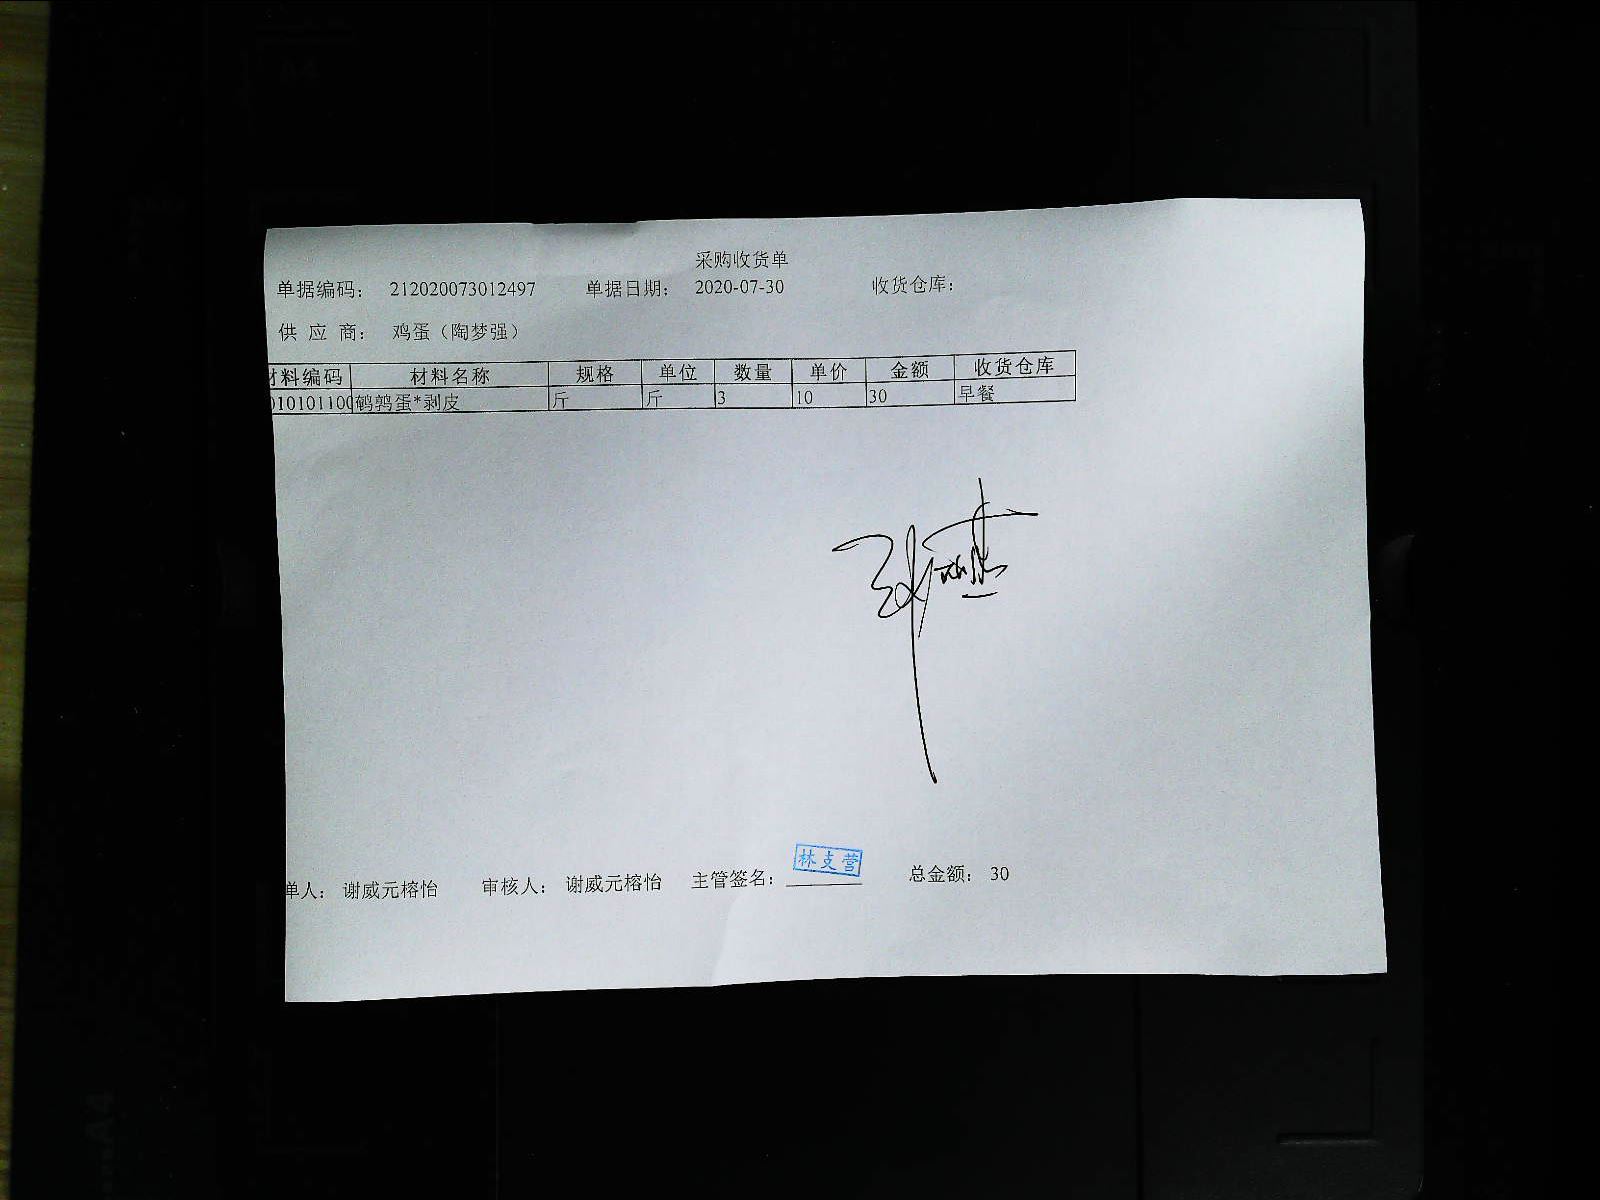 采购收货单
单据编码： 212020073012497 单据日期： 2020-07-30 收货仓库：
供 应 商： 鸡蛋（陶梦强）
材料编码 材料名称 规格 单位 数量 单价 金额 收货仓库
01010110 鹌鹑蛋*剥皮 斤 斤 3 10 30 早餐
单人： 谢威元榕怡 审核人： 谢威元榕怡 主管签名： 林支营 总金额： 30